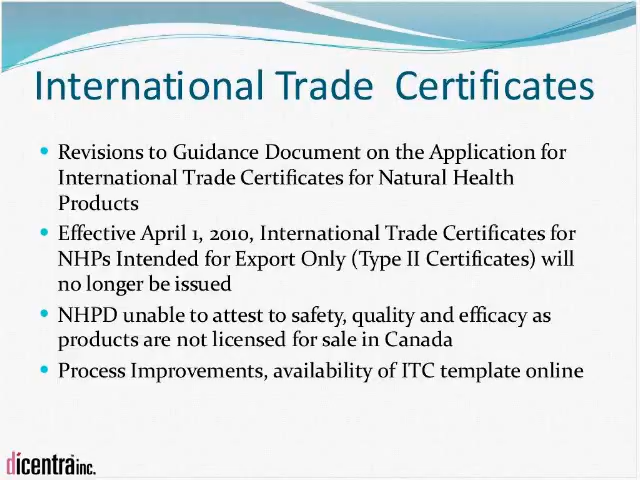 International Trade Certificates
• Revisions to Guidance Document on the Application for
International Trade Certificates for Natural Health
Products
• Effective April 1, 2010, International Trade Certificates for
NHPs Intended for Export Only (Type II Certificates) will
no longer be issued
• NHPD unable to attest to safety, quality and efficacy as
products are not licensed for sale in Canada
• Process Improvements, availability of ITC template online
dicentra inc.